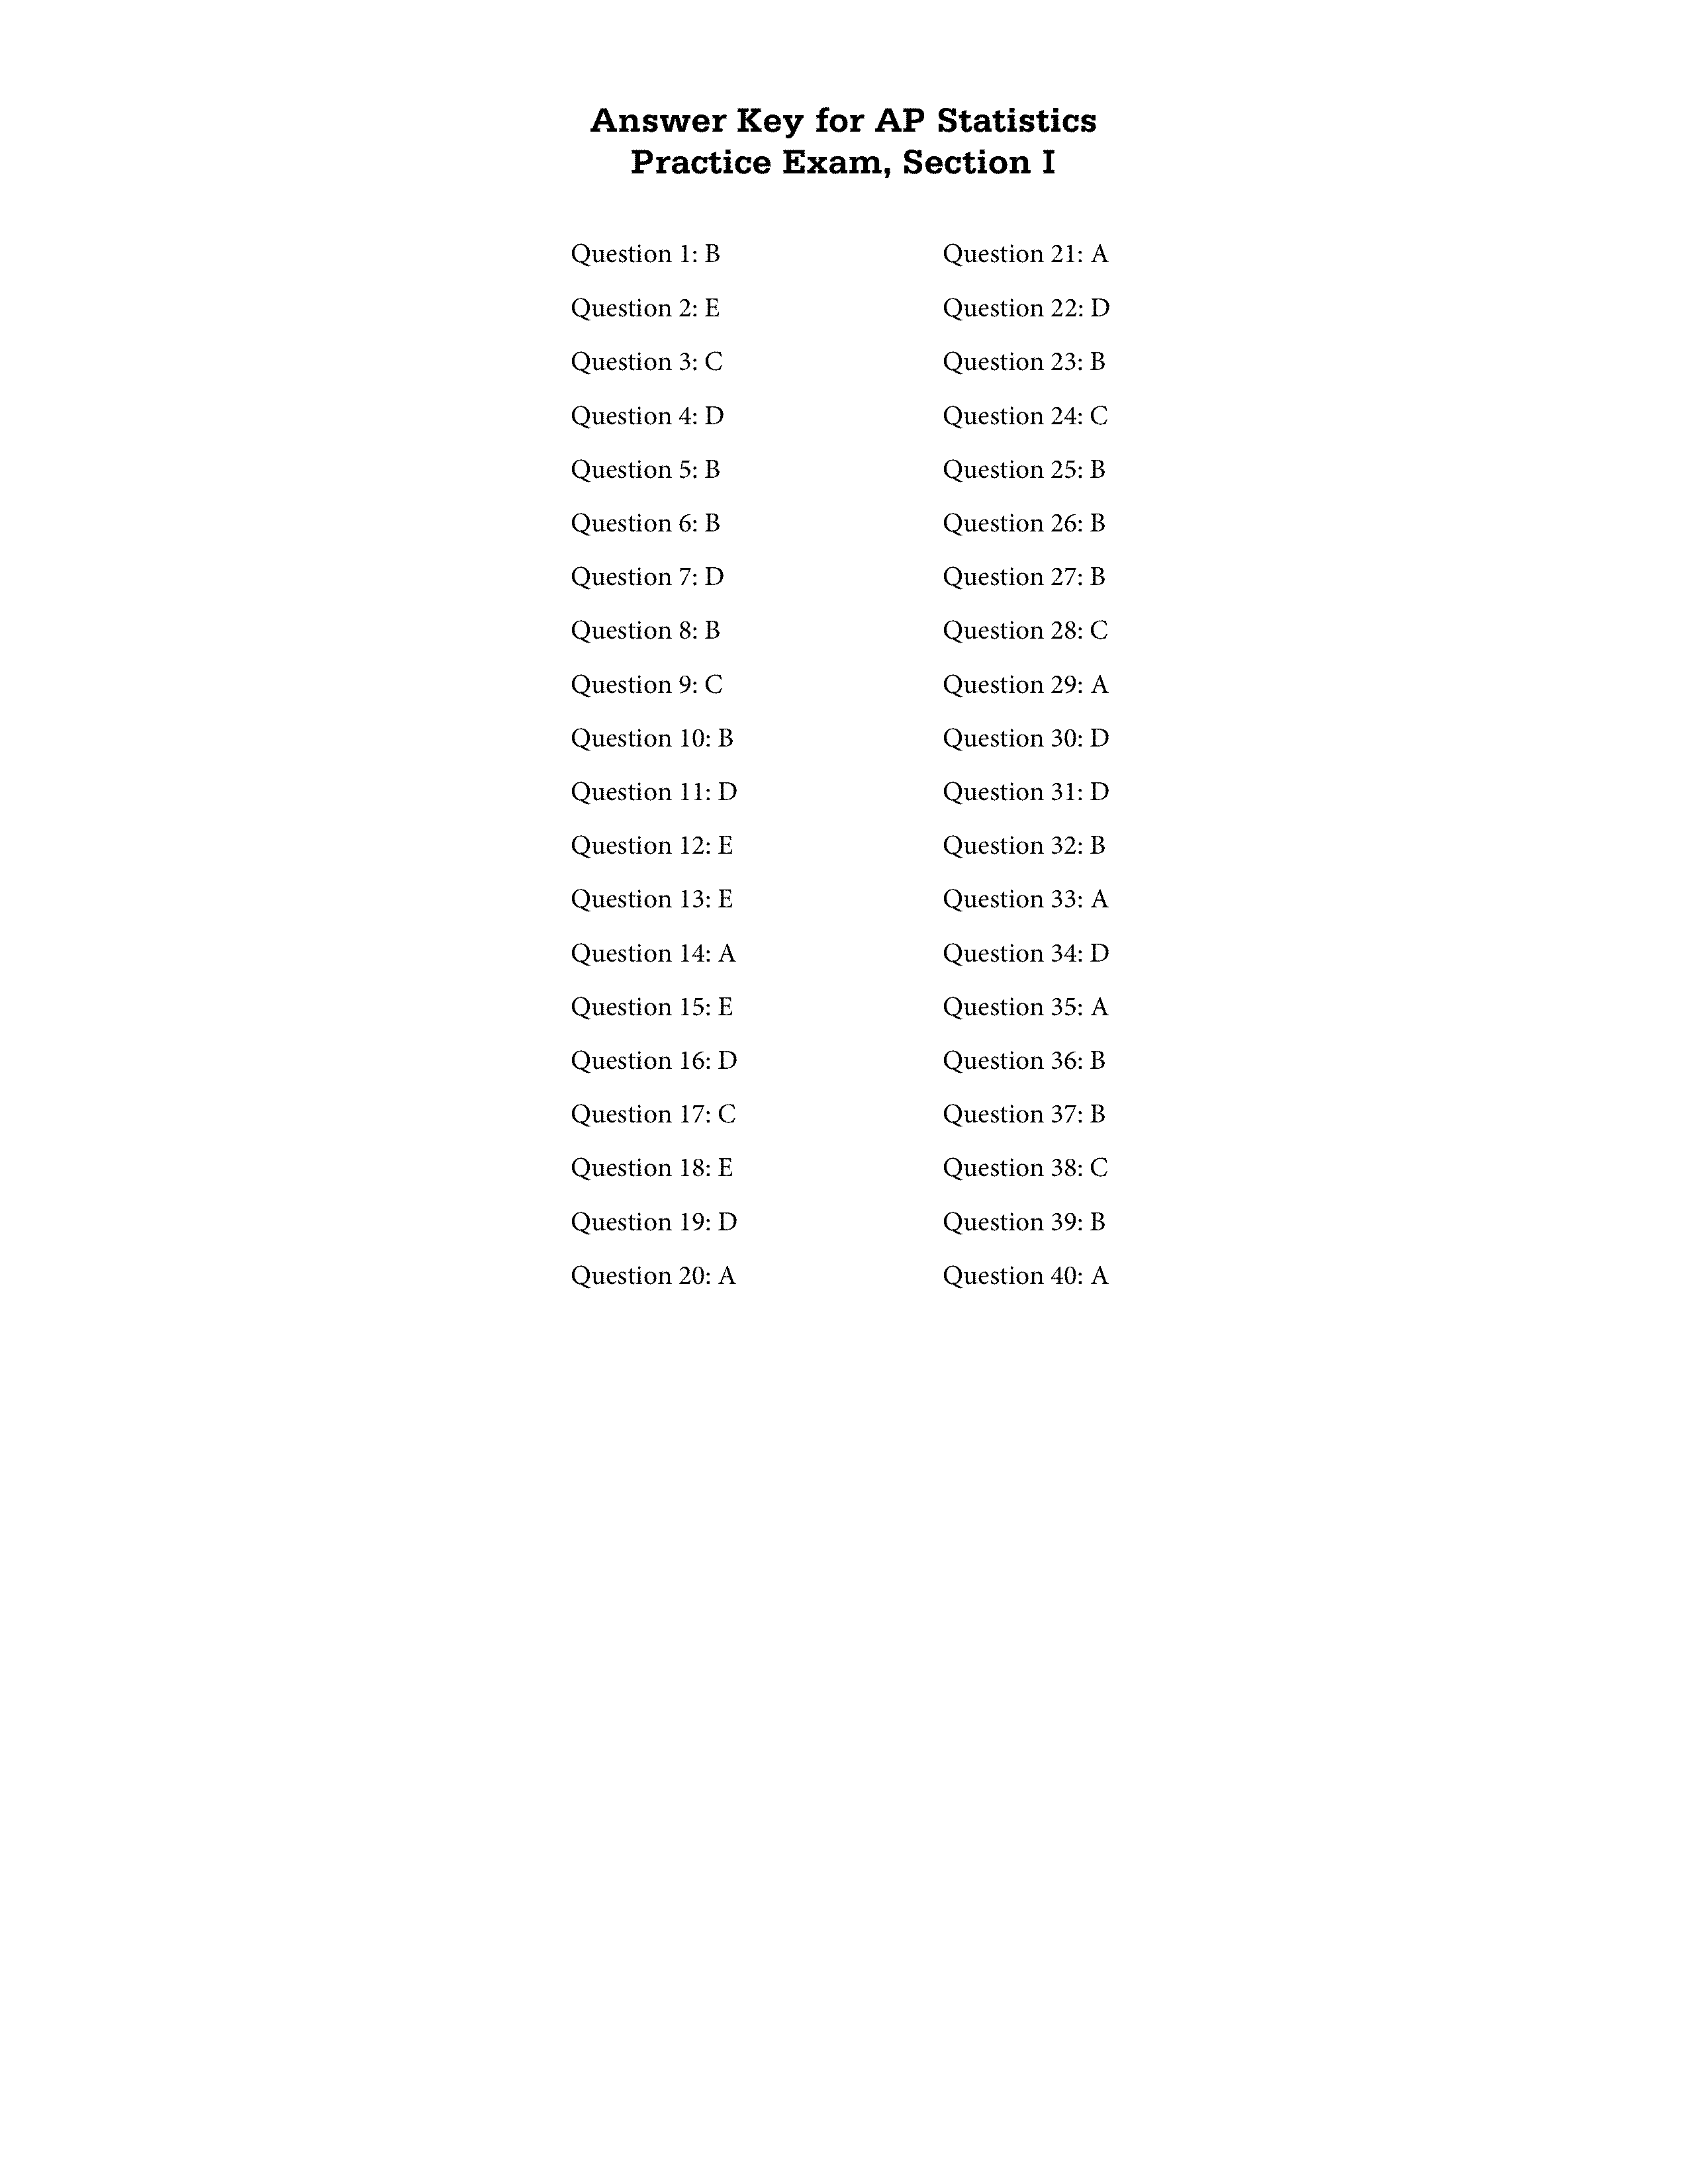 Answer Key for AP Statistics
Practice Exam, Section I
Question 1: B
Question 2: E
Question 3: C
Question 4: D
Question 5: B
Question 6: B
Question 7: D
Question 8: B
Question 9: C
Question 10: B
Question 11: D
Question 12: E
Question 13: E
Question 14: A
Question 15: E
Question 16: D
Question 17: C
Question 18: E
Question 19: D
Question 20: A
Question 21: A
Question 22: D
Question 23: B
Question 24: C
Question 25: B
Question 26: B
Question 27: B
Question 28: C
Question 29: A
Question 30: D
Question 31: D
Question 32: B
Question 33: A
Question 34: D
Question 35: A
Question 36: B
Question 37: B
Question 38: C
Question 39: B
Question 40: A